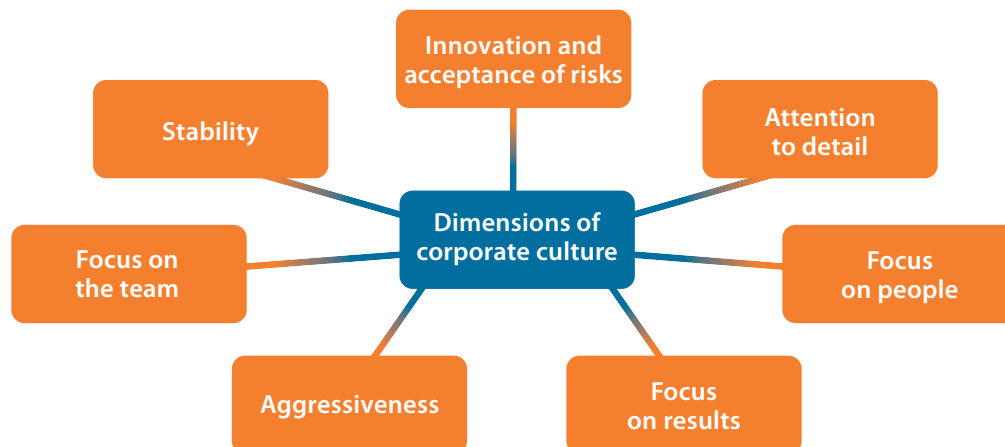 Innovation and
acceptance of risks
Stability
Attention
to detail
Dimensions of
corporate culture
Focus on
the team
Focus
on people
Aggressiveness
Focus
on results